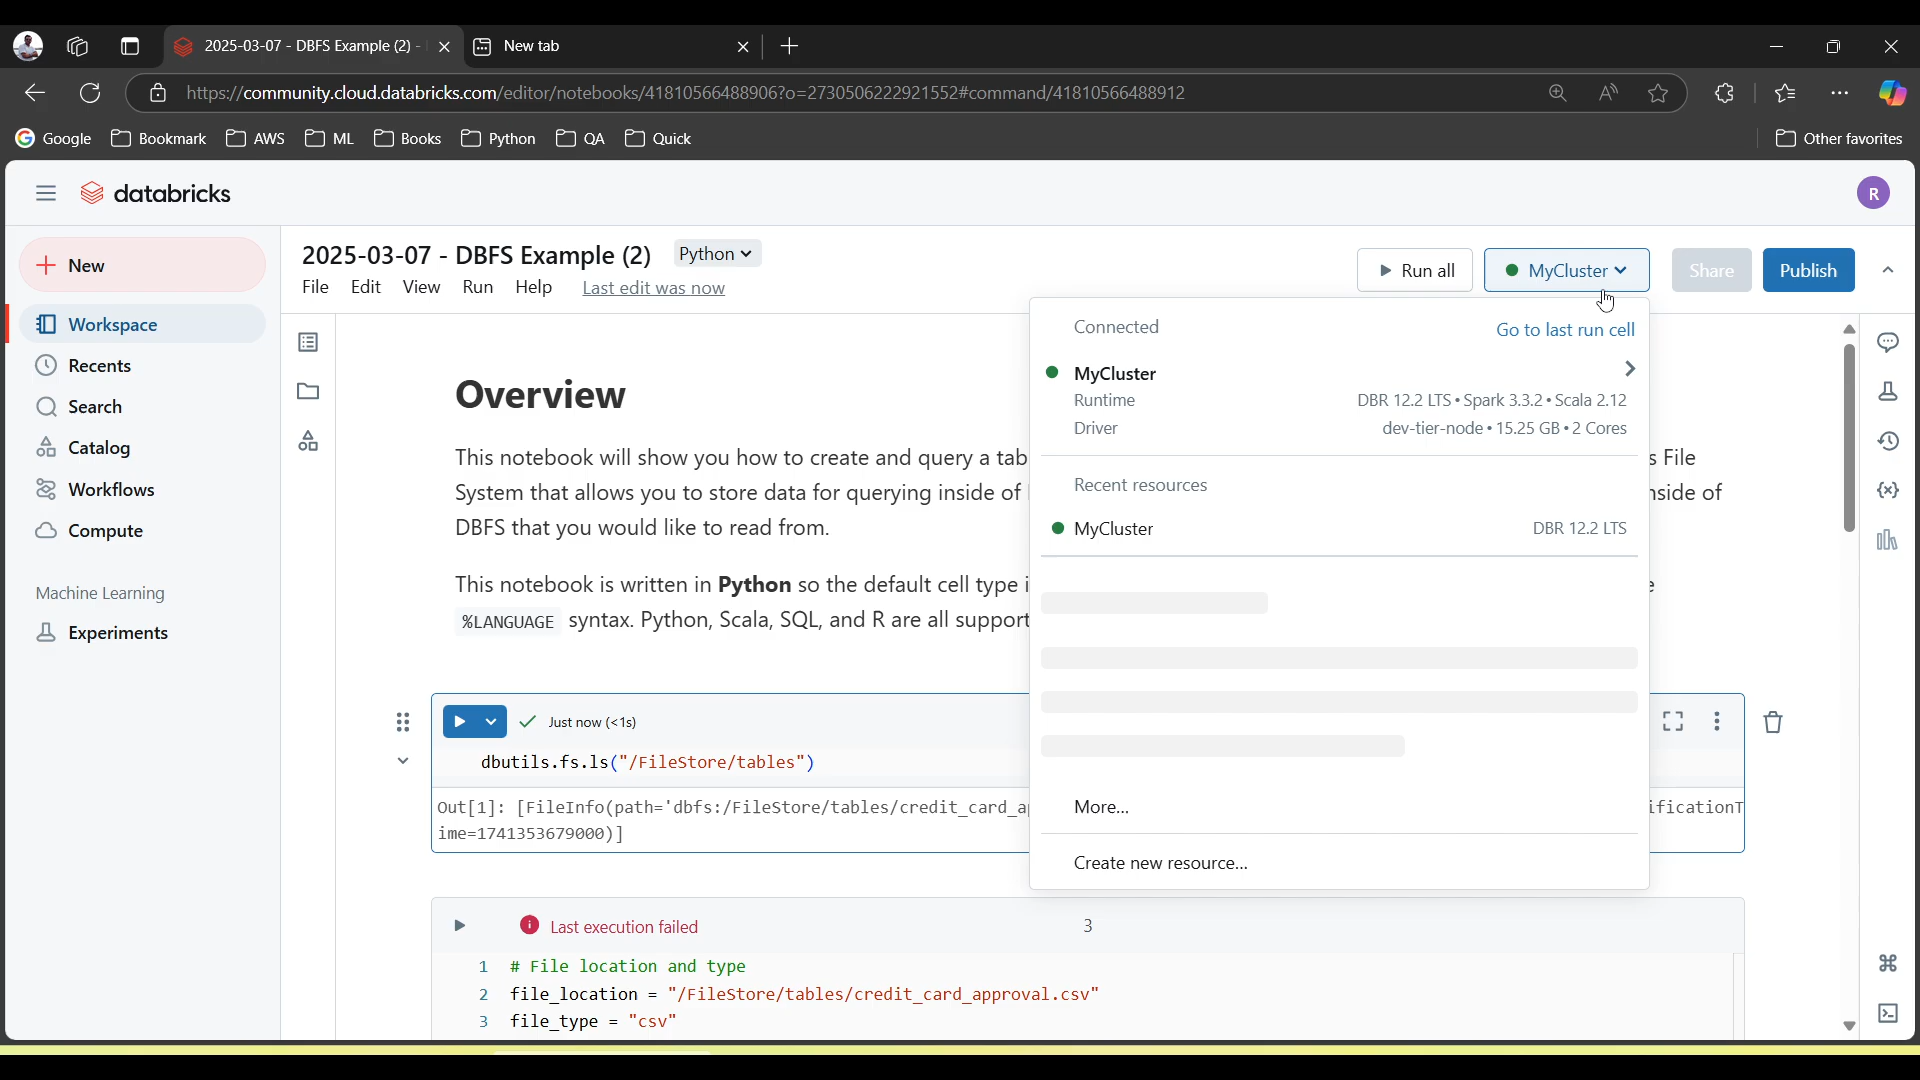 2025-03-07 - DBFS Example (2) -
New tab
https://community.cloud.databricks.com/editor/notebooks/418105664889​06?o=2730506222921552#command/41810566488912
Google Bookmark AWS ML Books Python QA Quick Other favorites
databricks
R
New
Workspace
Recents
Search
Catalog
Workflows
Compute
Machine Learning
Experiments
2025-03-07 - DBFS Example (2) Python
File Edit View Run Help Last edit was now
Run all MyCluster Share Publish
Connected Go to last run cell
MyCluster
Runtime DBR 12.2 LTS • Spark 3.3.2 • Scala 2.12
Driver dev-tier-node • 15.25 GB • 2 Cores
Recent resources
MyCluster DBR 12.2 LTS
More...
Create new resource...
Overview
This notebook will show you how to create and query a tab s File
System that allows you to store data for querying inside of nside of
DBFS that you would like to read from.
This notebook is written in Python so the default cell type i e
%LANGUAGE syntax. Python, Scala, SQL, and R are all support
Just now (<1s)
dbutils.fs.ls("/FileStore/tables")
Out[1]: [FileInfo(path='dbfs:/FileStore/tables/credit_card_a ificationT
ime=1741353679000)]
Last execution failed 3
1 # File location and type
2 file_location = "/FileStore/tables/credit_card_approval.csv"
3 file_type = "csv"